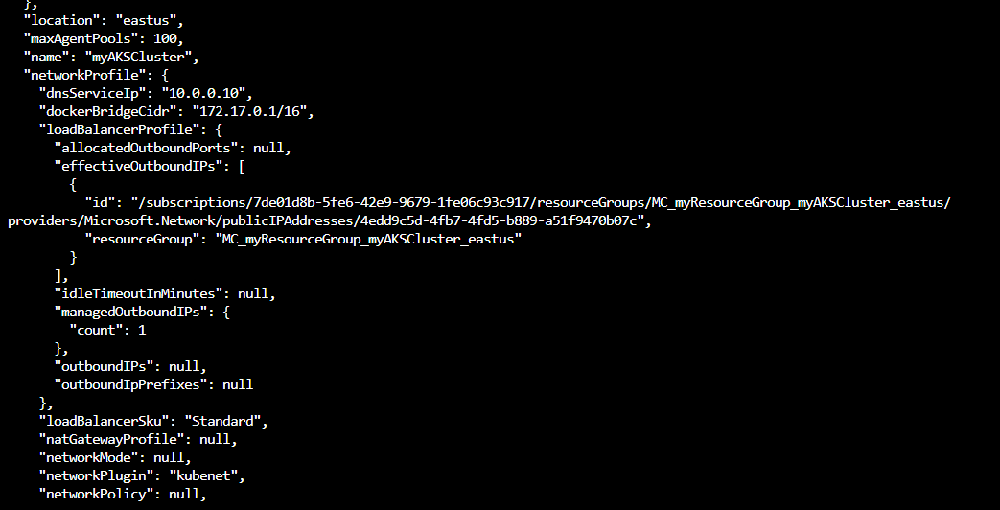 },
"location": "eastus",
"maxAgentPools": 100,
"name": "myAKSCluster",
"networkProfile": {
"dnsServiceIp": "10.0.0.10",
"dockerBridgeCidr": "172.17.0.1/16",
"loadBalancerProfile": {
"allocatedOutboundPorts": null,
"effectiveOutboundIPs": [
{
"id": "/subscriptions/7de01d8b-5fe6-42e9-9679-1fe06c93c917/resourceGroups/MC_myResourceGroup_myAKSCluster_eastus/
providers/Microsoft.Network/publicIPAddresses/4edd9c5d-4fb7-4fd5-b889-a51f9470b07c",
"resourceGroup": "MC_myResourceGroup_myAKSCluster_eastus"
}
],
"idleTimeoutInMinutes": null,
"managedOutboundIPs": {
"count": 1
},
"outboundIPs": null,
"outboundIpPrefixes": null
},
"loadBalancerSku": "Standard",
"natGatewayProfile": null,
"networkMode": null,
"networkPlugin": "kubenet",
"networkPolicy": null,